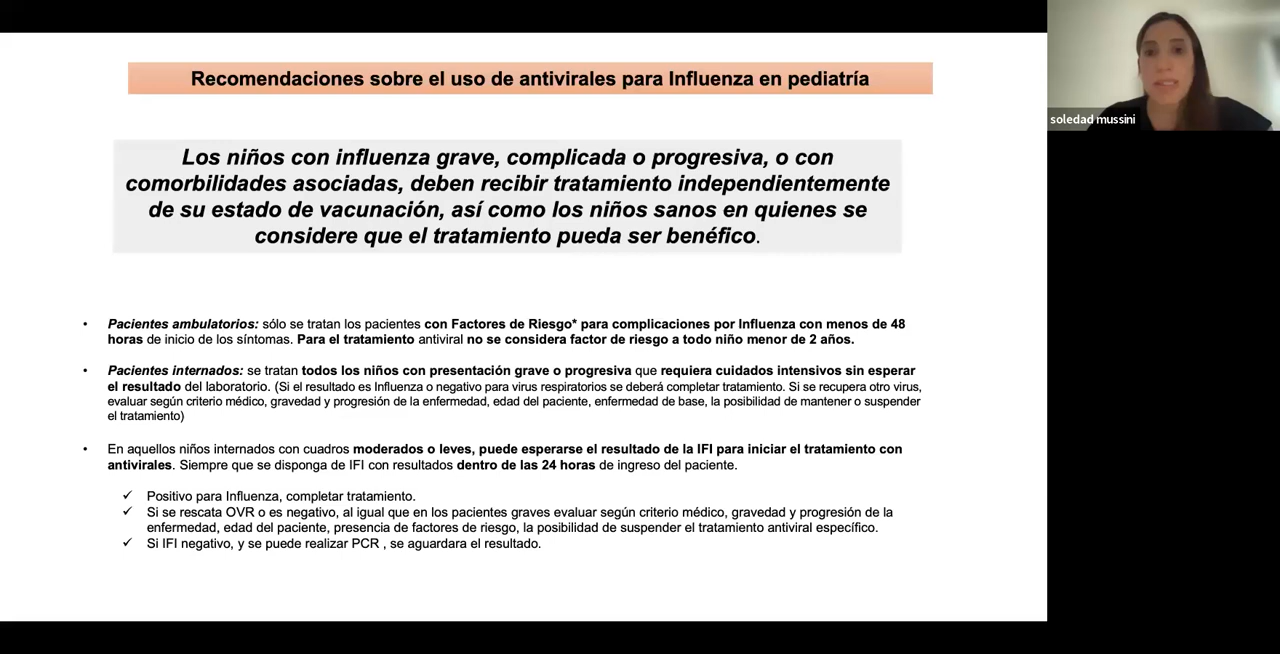 Recomendaciones sobre el uso de antivirales para Influenza en pediatría
soledad mussini
Los niños con influenza grave, complicada o progresiva, o con
comorbilidades asociadas, deben recibir tratamiento independientemente
de su estado de vacunación, así como los niños sanos en quienes se
considere que el tratamiento pueda ser benéfico.
• Pacientes ambulatorios: sólo se tratan los pacientes con Factores de Riesgo* para complicaciones por Influenza con menos de 48
horas de inicio de los síntomas. Para el tratamiento antiviral no se considera factor de riesgo a todo niño menor de 2 años.
• Pacientes internados: se tratan todos los niños con presentación grave o progresiva que requiera cuidados intensivos sin esperar
el resultado del laboratorio. (Si el resultado es Influenza o negativo para virus respiratorios se deberá completar tratamiento. Si se recupera otro virus,
evaluar según criterio médico, gravedad y progresión de la enfermedad, edad del paciente, enfermedad de base, la posibilidad de mantener o suspender
el tratamiento)
• En aquellos niños internados con cuadros moderados o leves, puede esperarse el resultado de la IFI para iniciar el tratamiento con
antivirales. Siempre que se disponga de IFI con resultados dentro de las 24 horas de ingreso del paciente.
✓ Positivo para Influenza, completar tratamiento.
✓ Si se rescata OVR o es negativo, al igual que en los pacientes graves evaluar según criterio médico, gravedad y progresión de la
enfermedad, edad del paciente, presencia de factores de riesgo, la posibilidad de suspender el tratamiento antiviral específico.
✓ Si IFI negativo, y se puede realizar PCR , se aguardara el resultado.